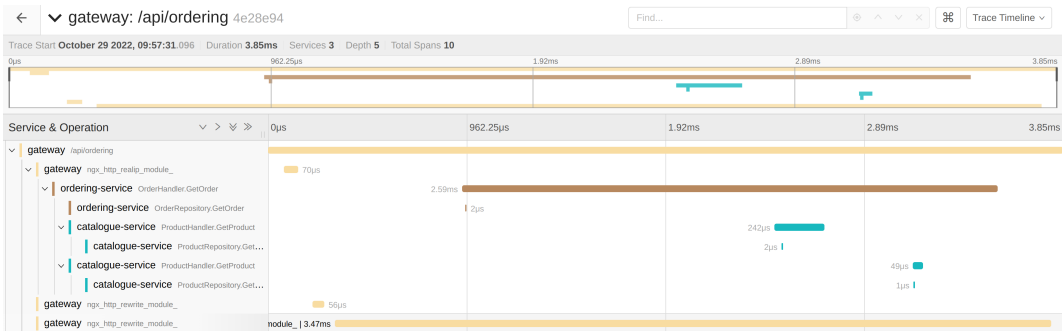 gateway: /api/ordering 4e28e94
Find...
Trace Timeline
Trace Start October 29 2022, 09:57:31.096 Duration 3.85ms Services 3 Depth 5 Total Spans 10
0μs 962.25μs 1.92ms 2.89ms 3.85ms
Service & Operation 0μs 962.25μs 1.92ms 2.89ms 3.85ms
gateway /api/ordering
gateway ngx_http_realip_module_ 70μs
ordering-service OrderHandler.GetOrder 2.59ms
ordering-service OrderRepository.GetOrder 2μs
catalogue-service ProductHandler.GetProduct 242μs
catalogue-service ProductRepository.Get... 2μs
catalogue-service ProductHandler.GetProduct 49μs
catalogue-service ProductRepository.Get... 1μs
gateway ngx_http_rewrite_module_ 56μs
gateway ngx_http_rewrite_module_ module_ | 3.47ms